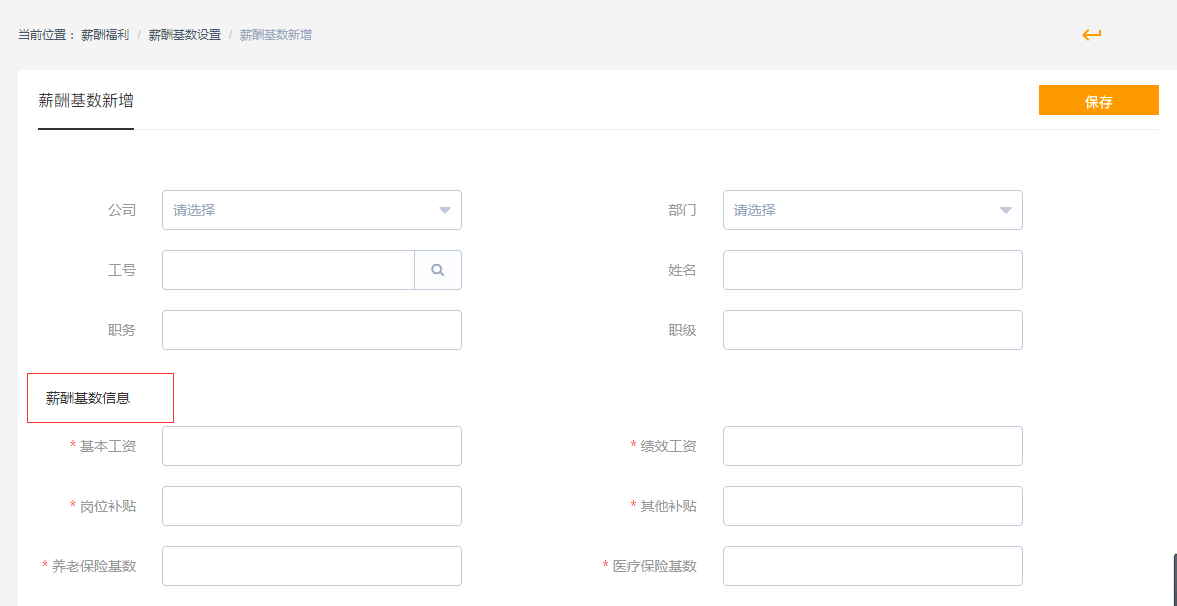 当前位置： 薪酬福利 / 薪酬基数设置 / 薪酬基数新增
薪酬基数新增 保存
公司 请选择 部门 请选择
工号 姓名
职务 职级
薪酬基数信息
* 基本工资 * 绩效工资
* 岗位补贴 * 其他补贴
* 养老保险基数 * 医疗保险基数